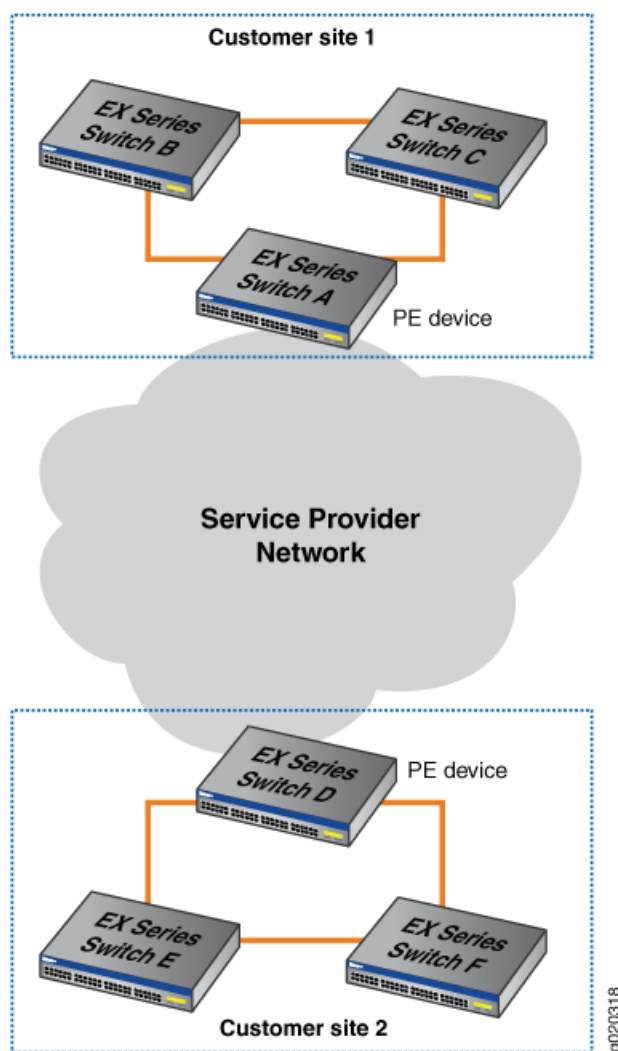 Customer site 1
EX Series
Switch B
EX Series
Switch C
EX Series
Switch A
PE device
Service Provider
Network
EX Series
Switch D
PE device
EX Series
Switch E
EX Series
Switch F
Customer site 2
g020318